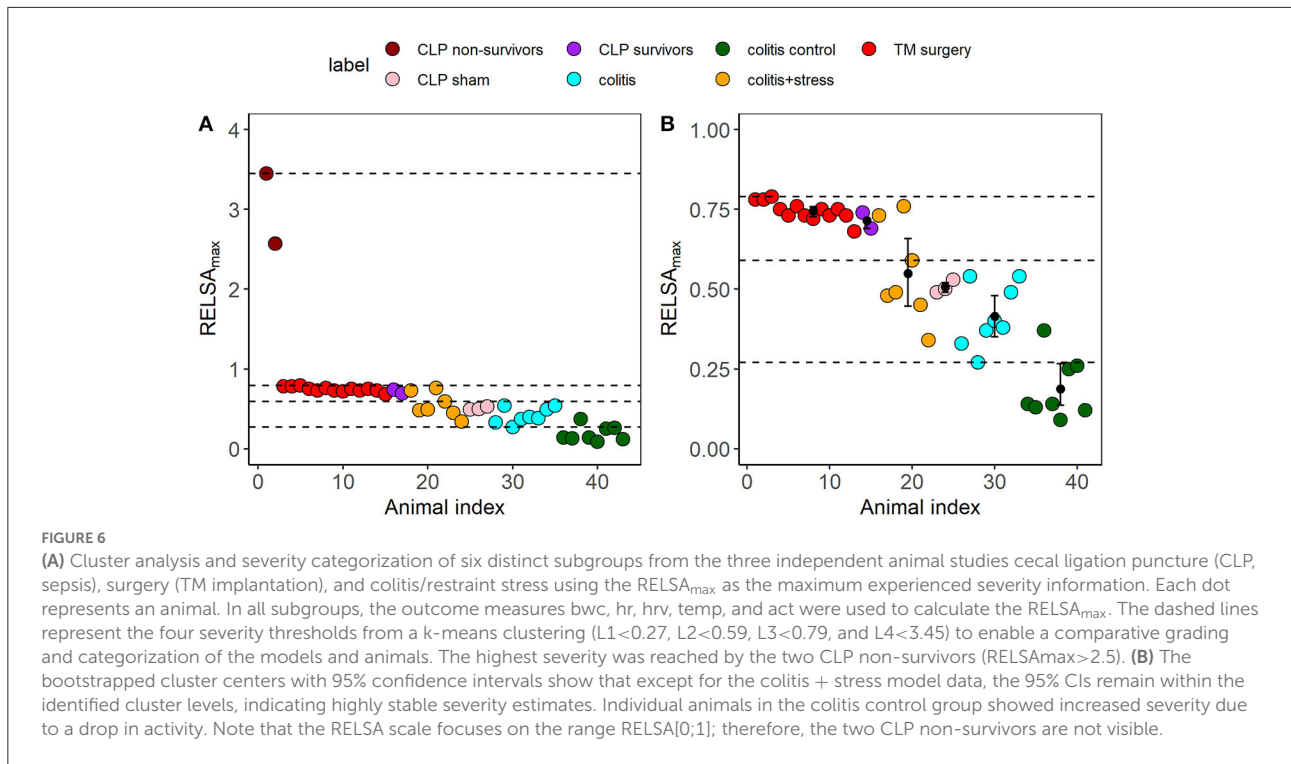 label
CLP non-survivors
CLP survivors
colitis control
TM surgery
CLP sham
colitis
colitis+stress
A
4
3
2
1
0
RELSAmax
0
10
20
30
40
Animal index
B
1.00
0.75
0.50
0.25
0.00
RELSAmax
0
10
20
30
40
Animal index
FIGURE 6
(A) Cluster analysis and severity categorization of six distinct subgroups from the three independent animal studies cecal ligation puncture (CLP,
sepsis), surgery (TM implantation), and colitis/restraint stress using the RELSAmax as the maximum experienced severity information. Each dot
represents an animal. In all subgroups, the outcome measures bwc, hr, hrv, temp, and act were used to calculate the RELSAmax. The dashed lines
represent the four severity thresholds from a k-means clustering (L1<0.27, L2<0.59, L3<0.79, and L4<3.45) to enable a comparative grading
and categorization of the models and animals. The highest severity was reached by the two CLP non-survivors (RELSAmax>2.5). (B) The
bootstrapped cluster centers with 95% confidence intervals show that except for the colitis + stress model data, the 95% CIs remain within the
identified cluster levels, indicating highly stable severity estimates. Individual animals in the colitis control group showed increased severity due
to a drop in activity. Note that the RELSA scale focuses on the range RELSA[0;1]; therefore, the two CLP non-survivors are not visible.